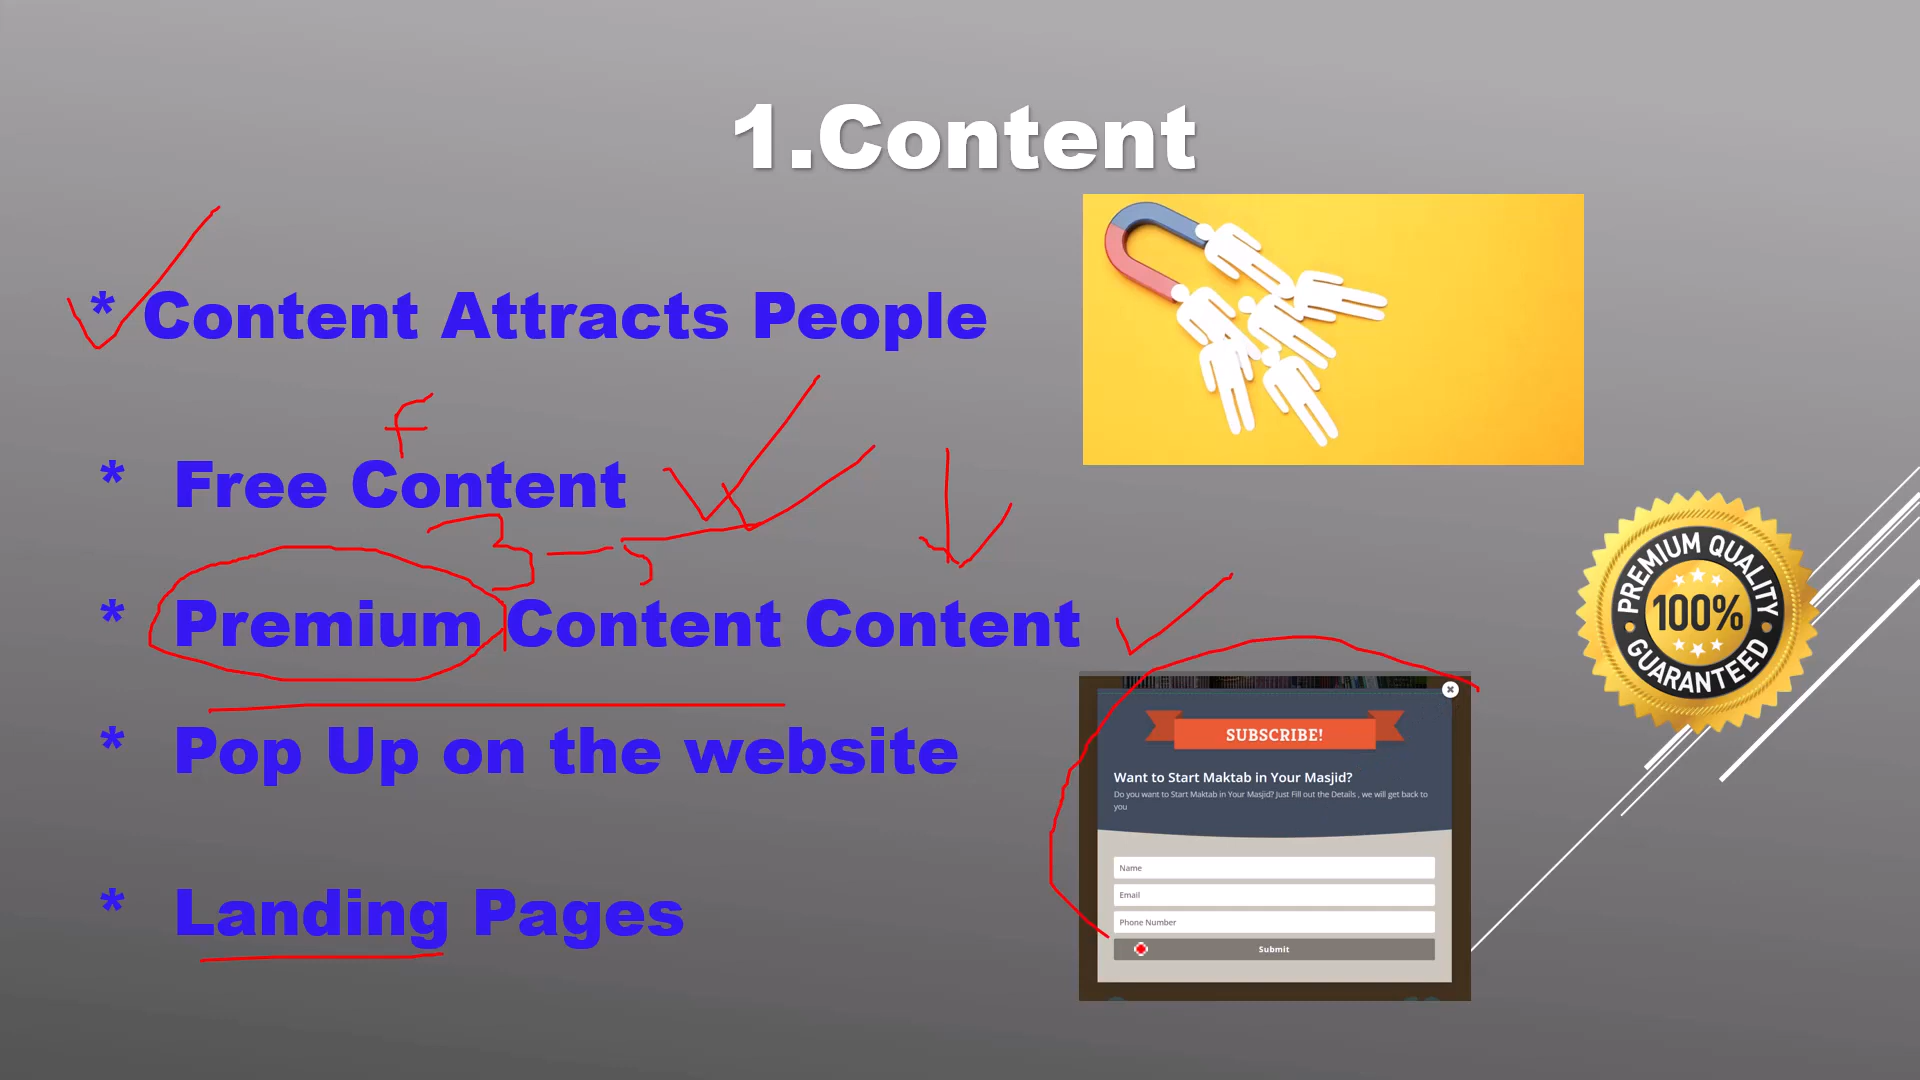 1.Content
* Content Attracts People
f
* Free Content
3 - 5
* Premium Content Content
* Pop Up on the website
* Landing Pages
PREMIUM QUALITY
100%
GUARANTEED
SUBSCRIBE!
Want to Start Maktab in Your Masjid?
Do you want to Start Maktab in Your Masjid? Just Fill out the Details , we will get back to
you
Name
Email
Phone Number
Submit